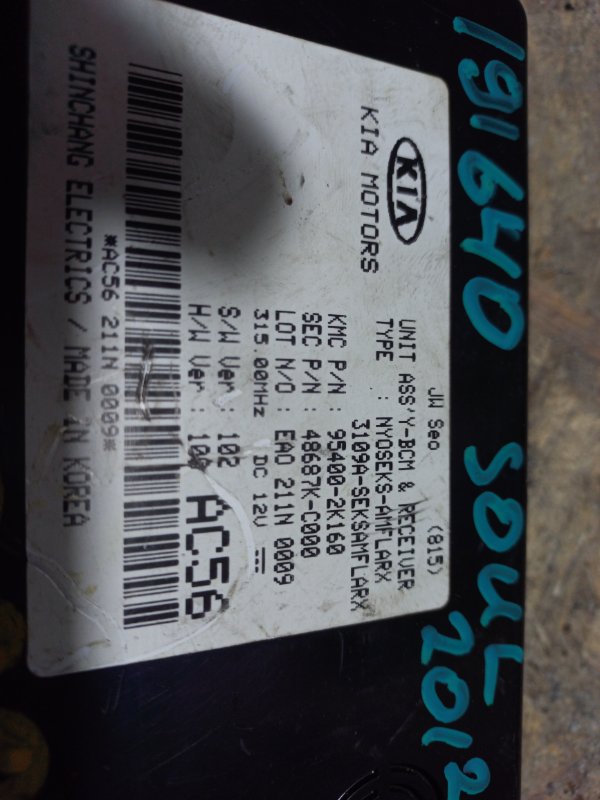 191640 SOUL
2012
KIA
KIA MOTORS
JW Seo (815)
UNIT ASS'Y-BCM & RECEIVER
TYPE : NYOSEKS-AMFLARX
3109A-SEKSAMFLARX
KMC P/N : 95400-2K160
SEC P/N : 48687K-C000
LOT N/O : EAO 211N 0009
315.00MHz DC 12V
S/W Ver : 102
H/W Ver :
AC56
*AC56 211N 0009*
SHINCHANG ELECTRICS / MADE IN KOREA